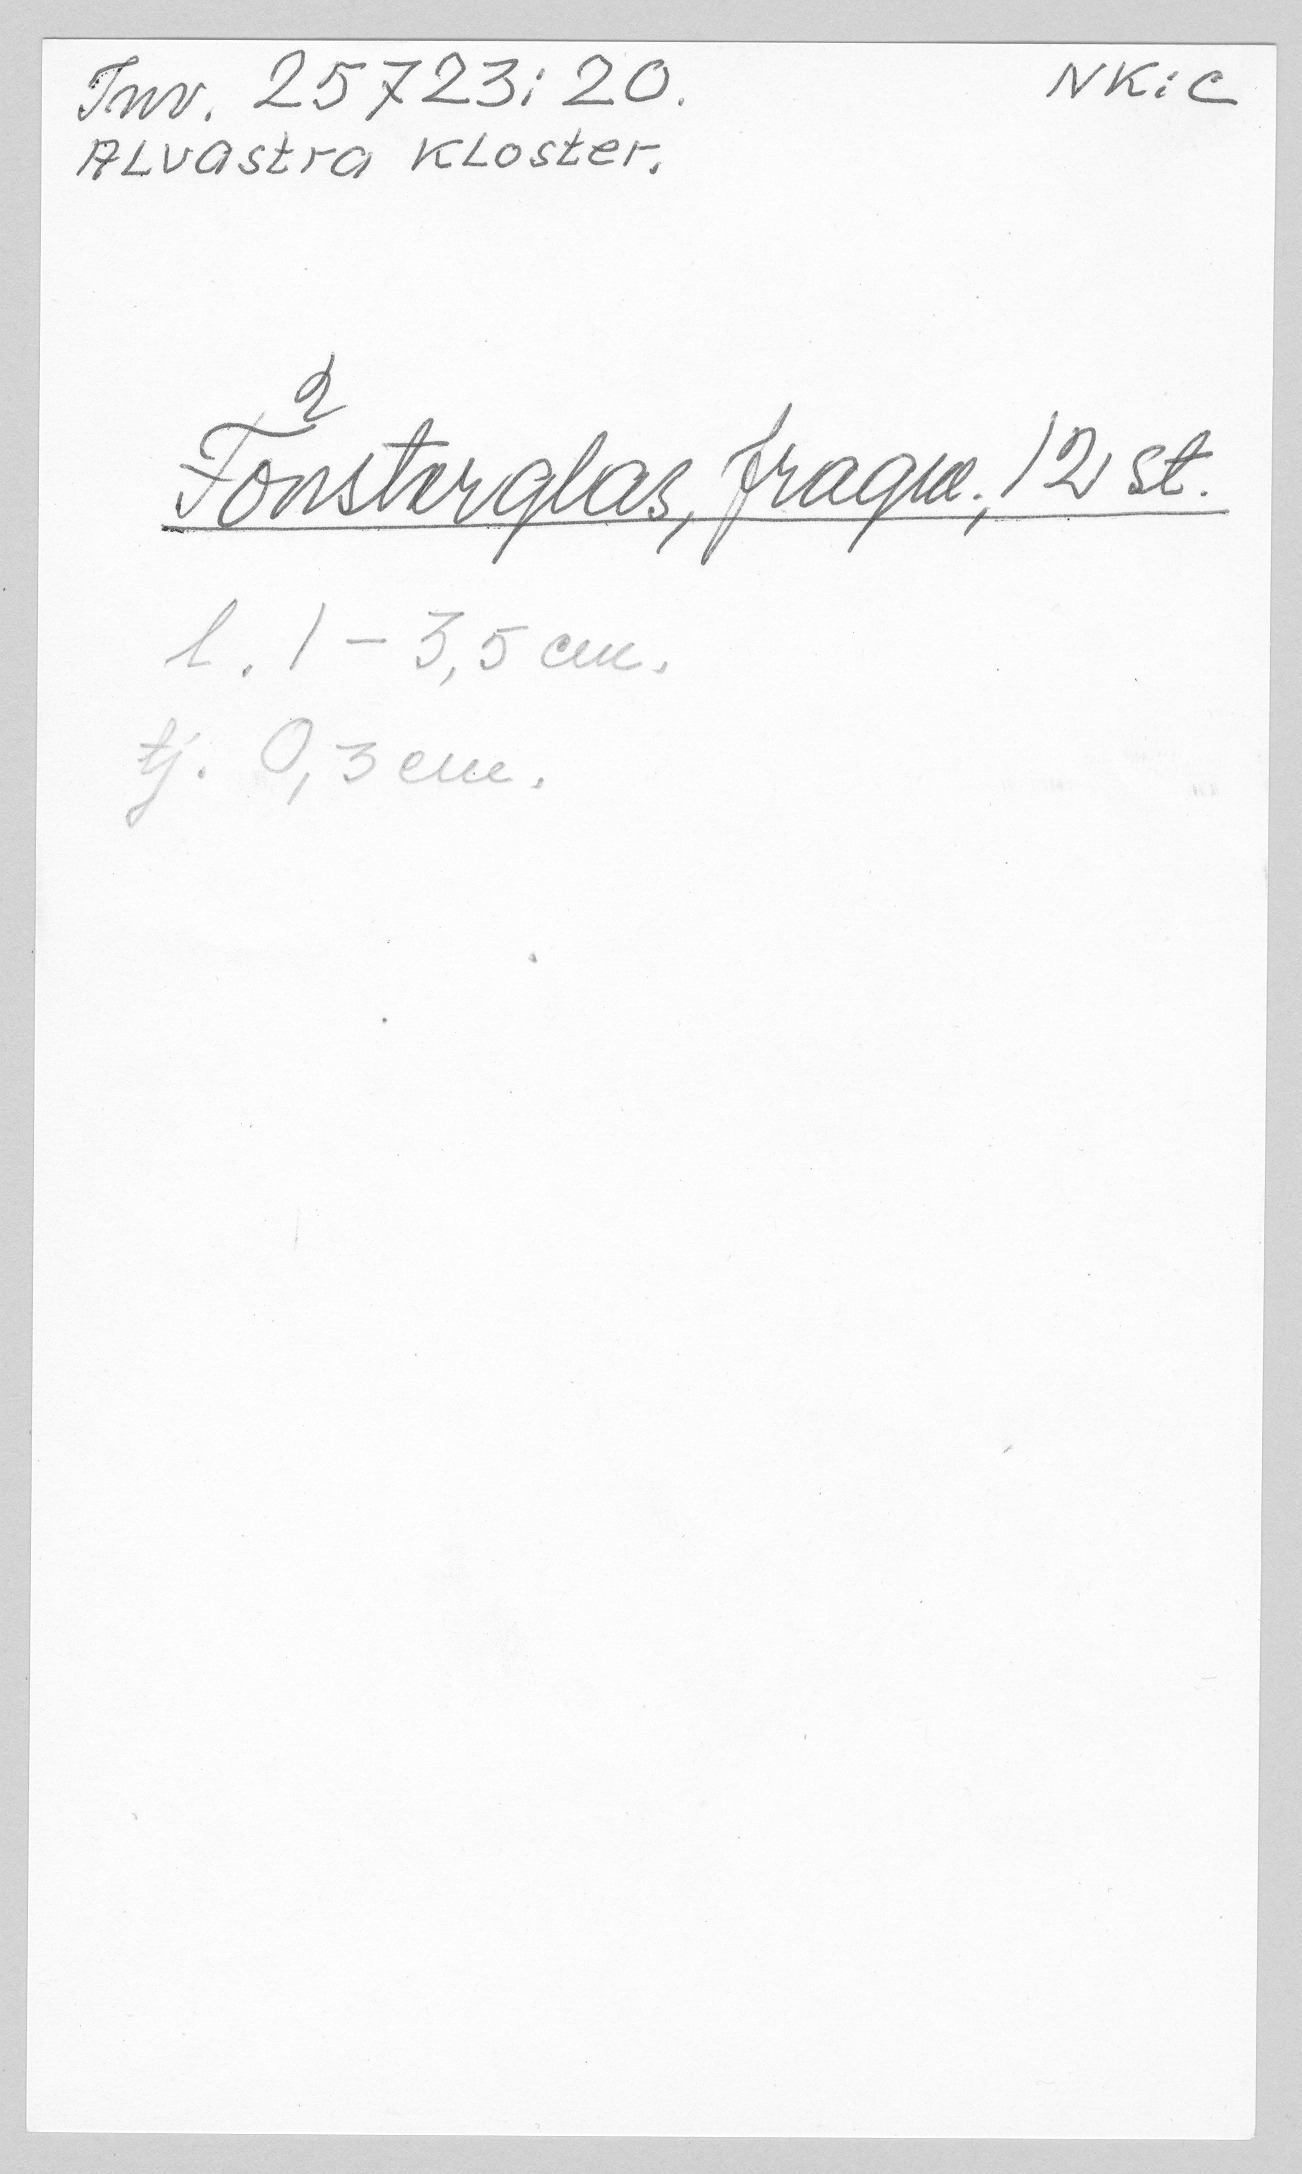 Inv. 25723:20.
NK:C
Alvastra Kloster.
2
Fönsterglas, fragm., 12 st.
l. 1 - 3,5 cm.
tj. 0,3 cm.